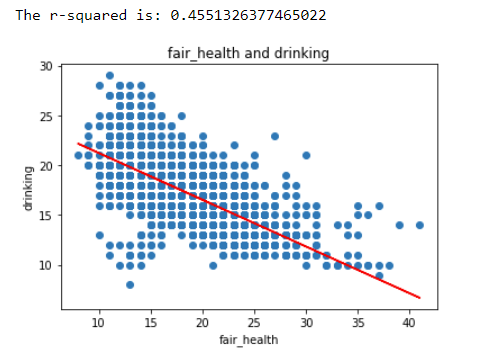 The r-squared is: 0.4551326377465022
fair_health and drinking
30
25
20
15
10
drinking
10 15 20 25 30 35 40
fair_health